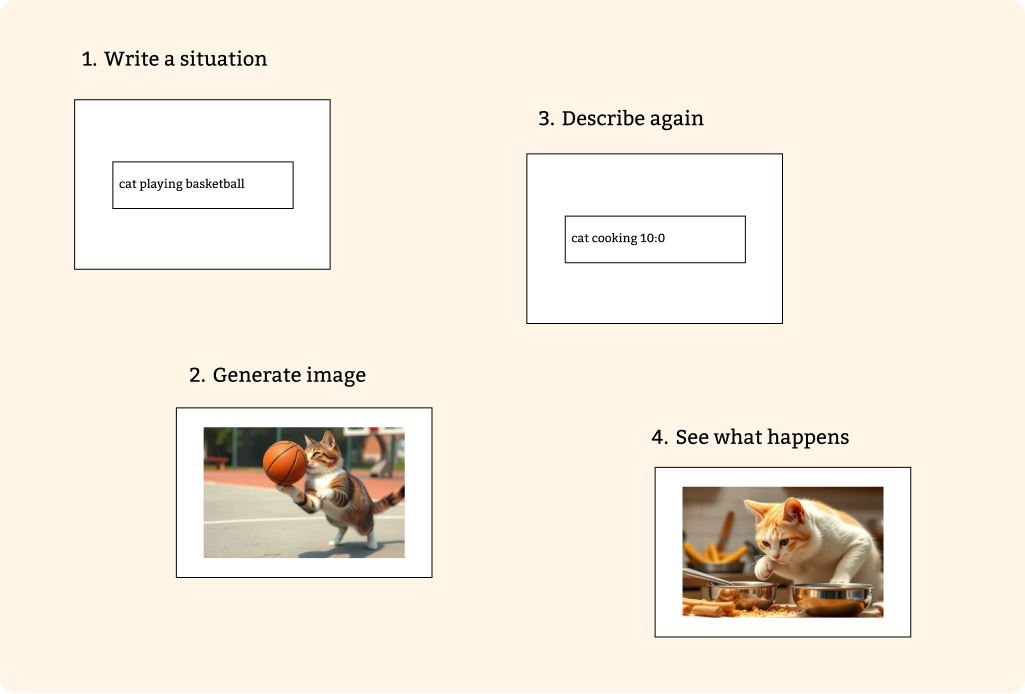 1. Write a situation
cat playing basketball
2. Generate image
3. Describe again
cat cooking 10:0
4. See what happens